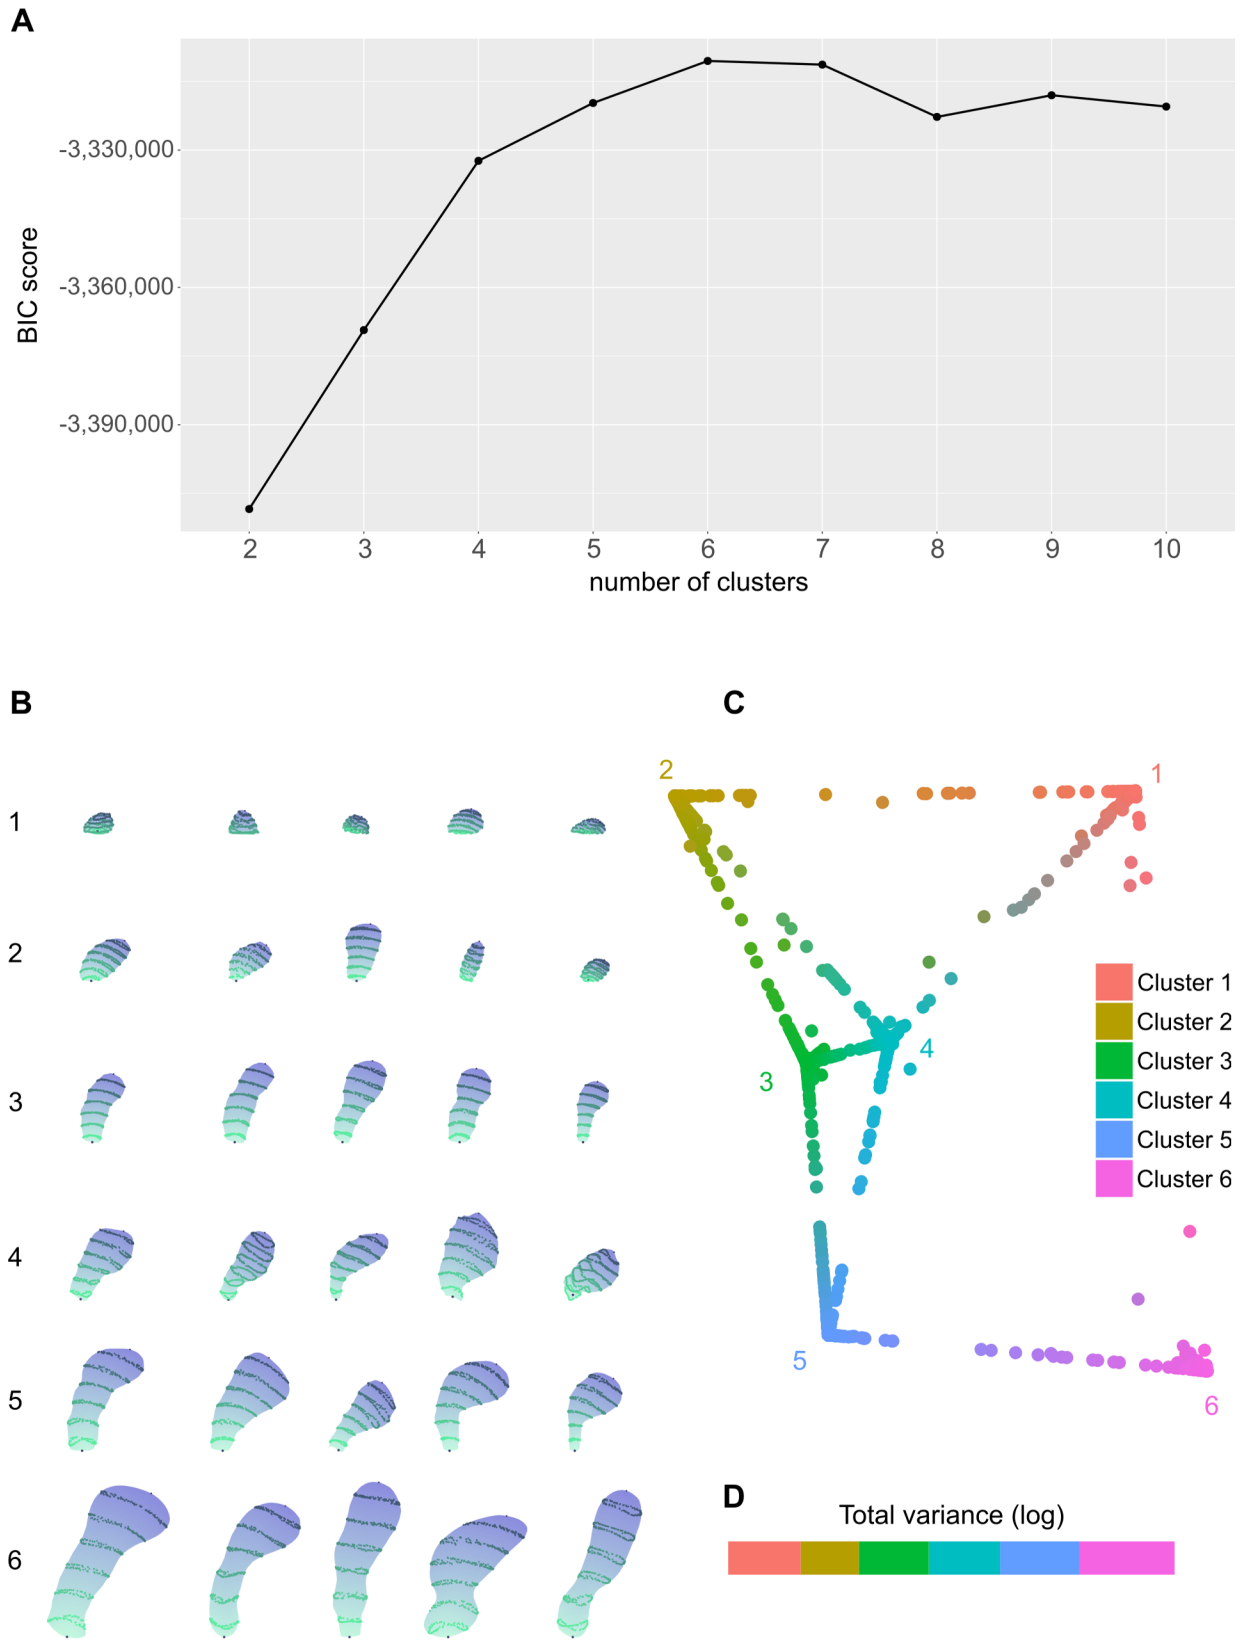 A
-3,330,000
-3,360,000
-3,390,000
BIC score
2 3 4 5 6 7 8 9 10
number of clusters
B
1
2
3
4
5
6
C
2
1
4
3
5
6
Cluster 1
Cluster 2
Cluster 3
Cluster 4
Cluster 5
Cluster 6
D
Total variance (log)